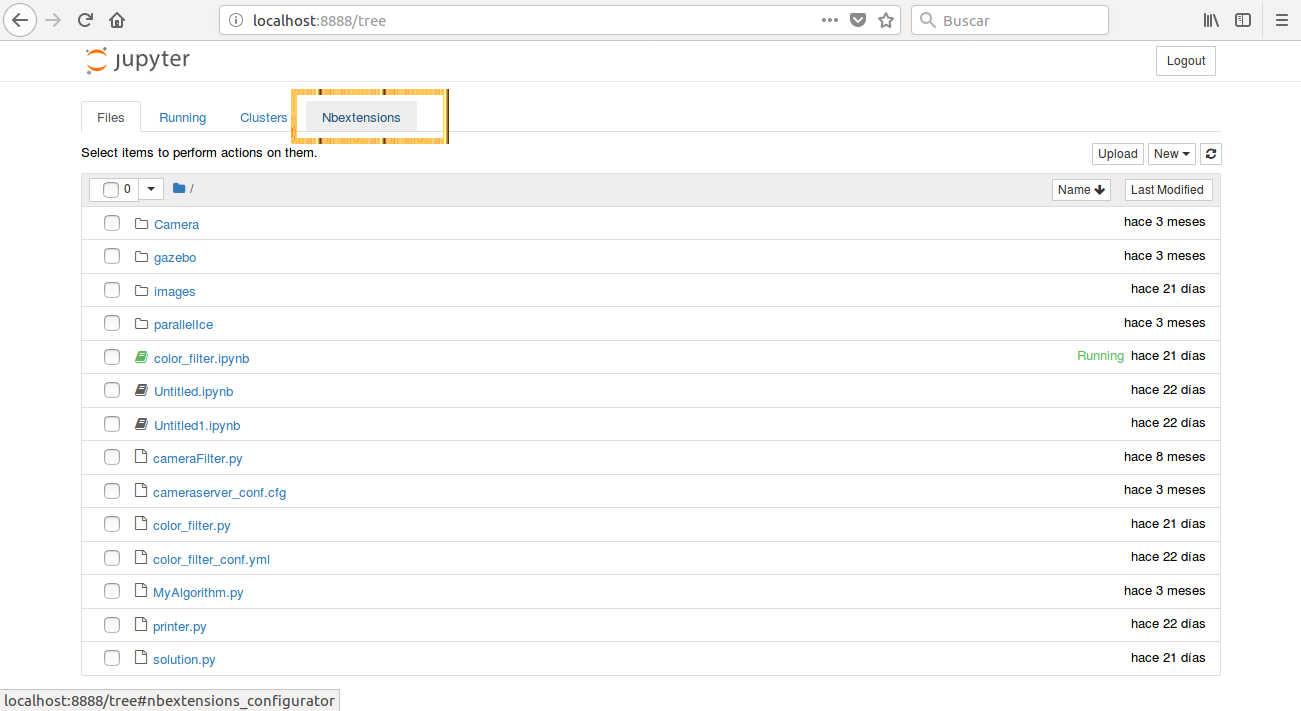 localhost:8888/tree
Buscar
jupyter
Logout
Files Running Clusters Nbextensions
Select items to perform actions on them.
Upload New
0 /
Name Last Modified
Camera hace 3 meses
gazebo hace 3 meses
images hace 21 días
parallelIce hace 3 meses
color_filter.ipynb Running hace 21 días
Untitled.ipynb hace 22 días
Untitled1.ipynb hace 22 días
cameraFilter.py hace 8 meses
cameraserver_conf.cfg hace 3 meses
color_filter.py hace 21 días
color_filter_conf.yml hace 22 días
MyAlgorithm.py hace 3 meses
printer.py hace 22 días
solution.py hace 21 días
localhost:8888/tree#nbextensions_configurator